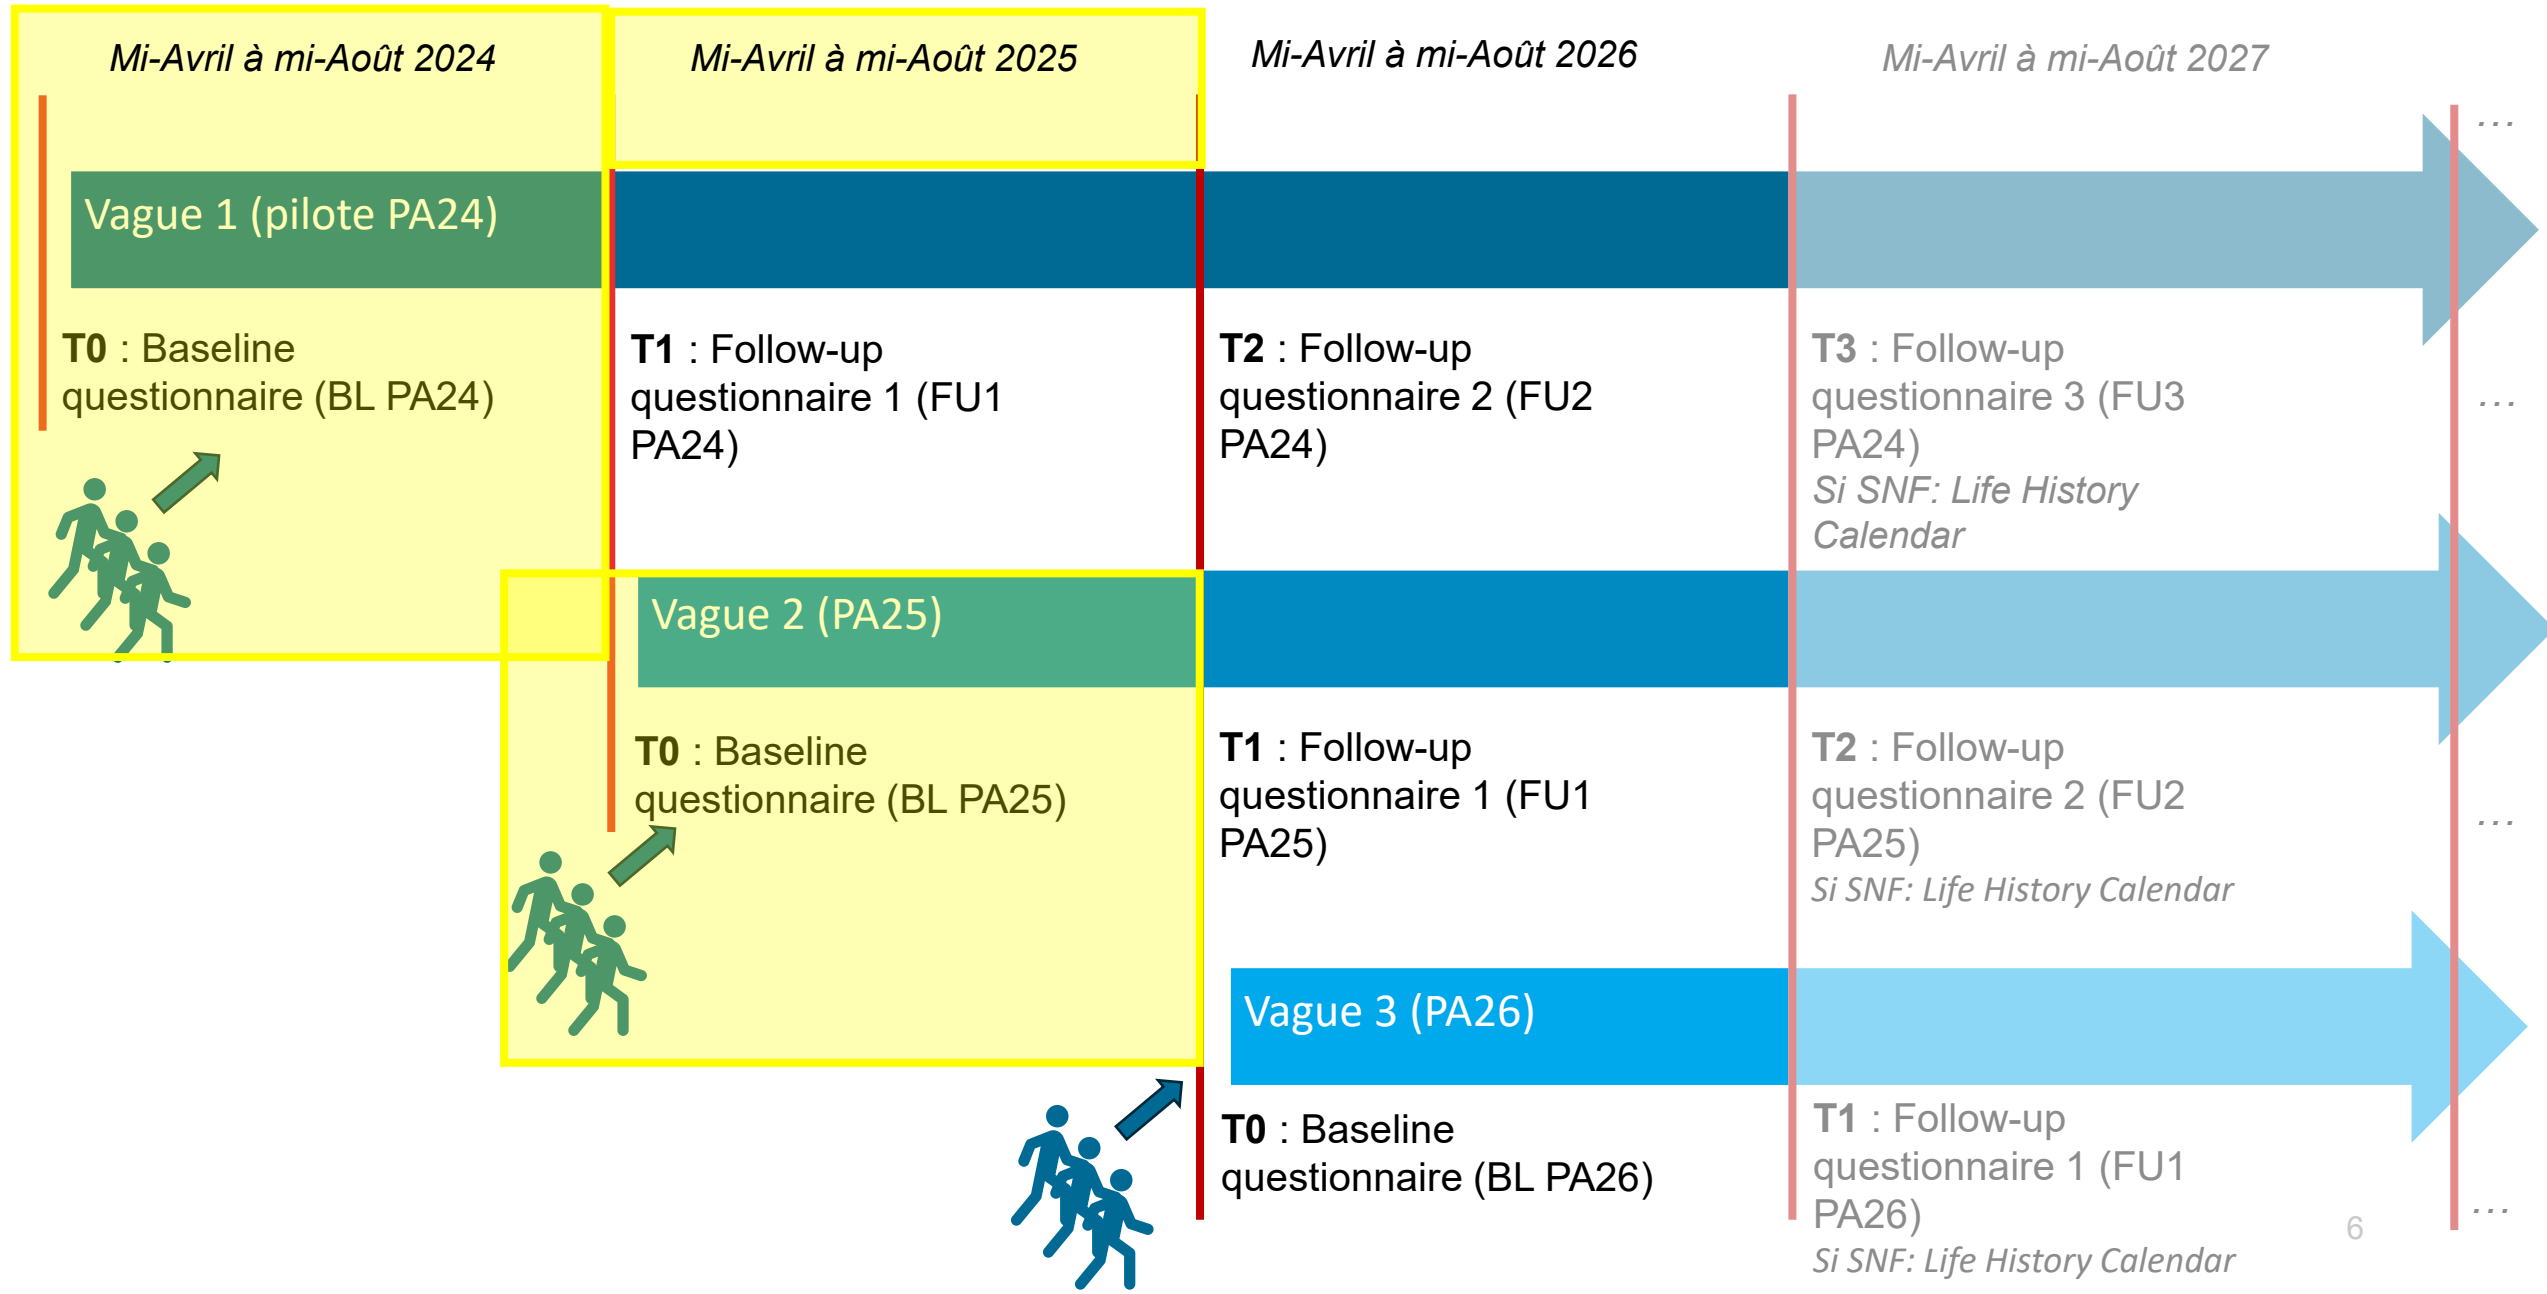 Mi-Avril à mi-Août 2024
Mi-Avril à mi-Août 2025
Mi-Avril à mi-Août 2026
Mi-Avril à mi-Août 2027
...
Vague 1 (pilote PA24)
T0 : Baseline
questionnaire (BL PA24)
T1 : Follow-up
questionnaire 1 (FU1
PA24)
T2 : Follow-up
questionnaire 2 (FU2
PA24)
T3 : Follow-up
questionnaire 3 (FU3
PA24)
Si SNF: Life History
Calendar
...
Vague 2 (PA25)
T0 : Baseline
questionnaire (BL PA25)
T1 : Follow-up
questionnaire 1 (FU1
PA25)
T2 : Follow-up
questionnaire 2 (FU2
PA25)
Si SNF: Life History Calendar
...
Vague 3 (PA26)
T0 : Baseline
questionnaire (BL PA26)
T1 : Follow-up
questionnaire 1 (FU1
PA26)
Si SNF: Life History Calendar
...
6